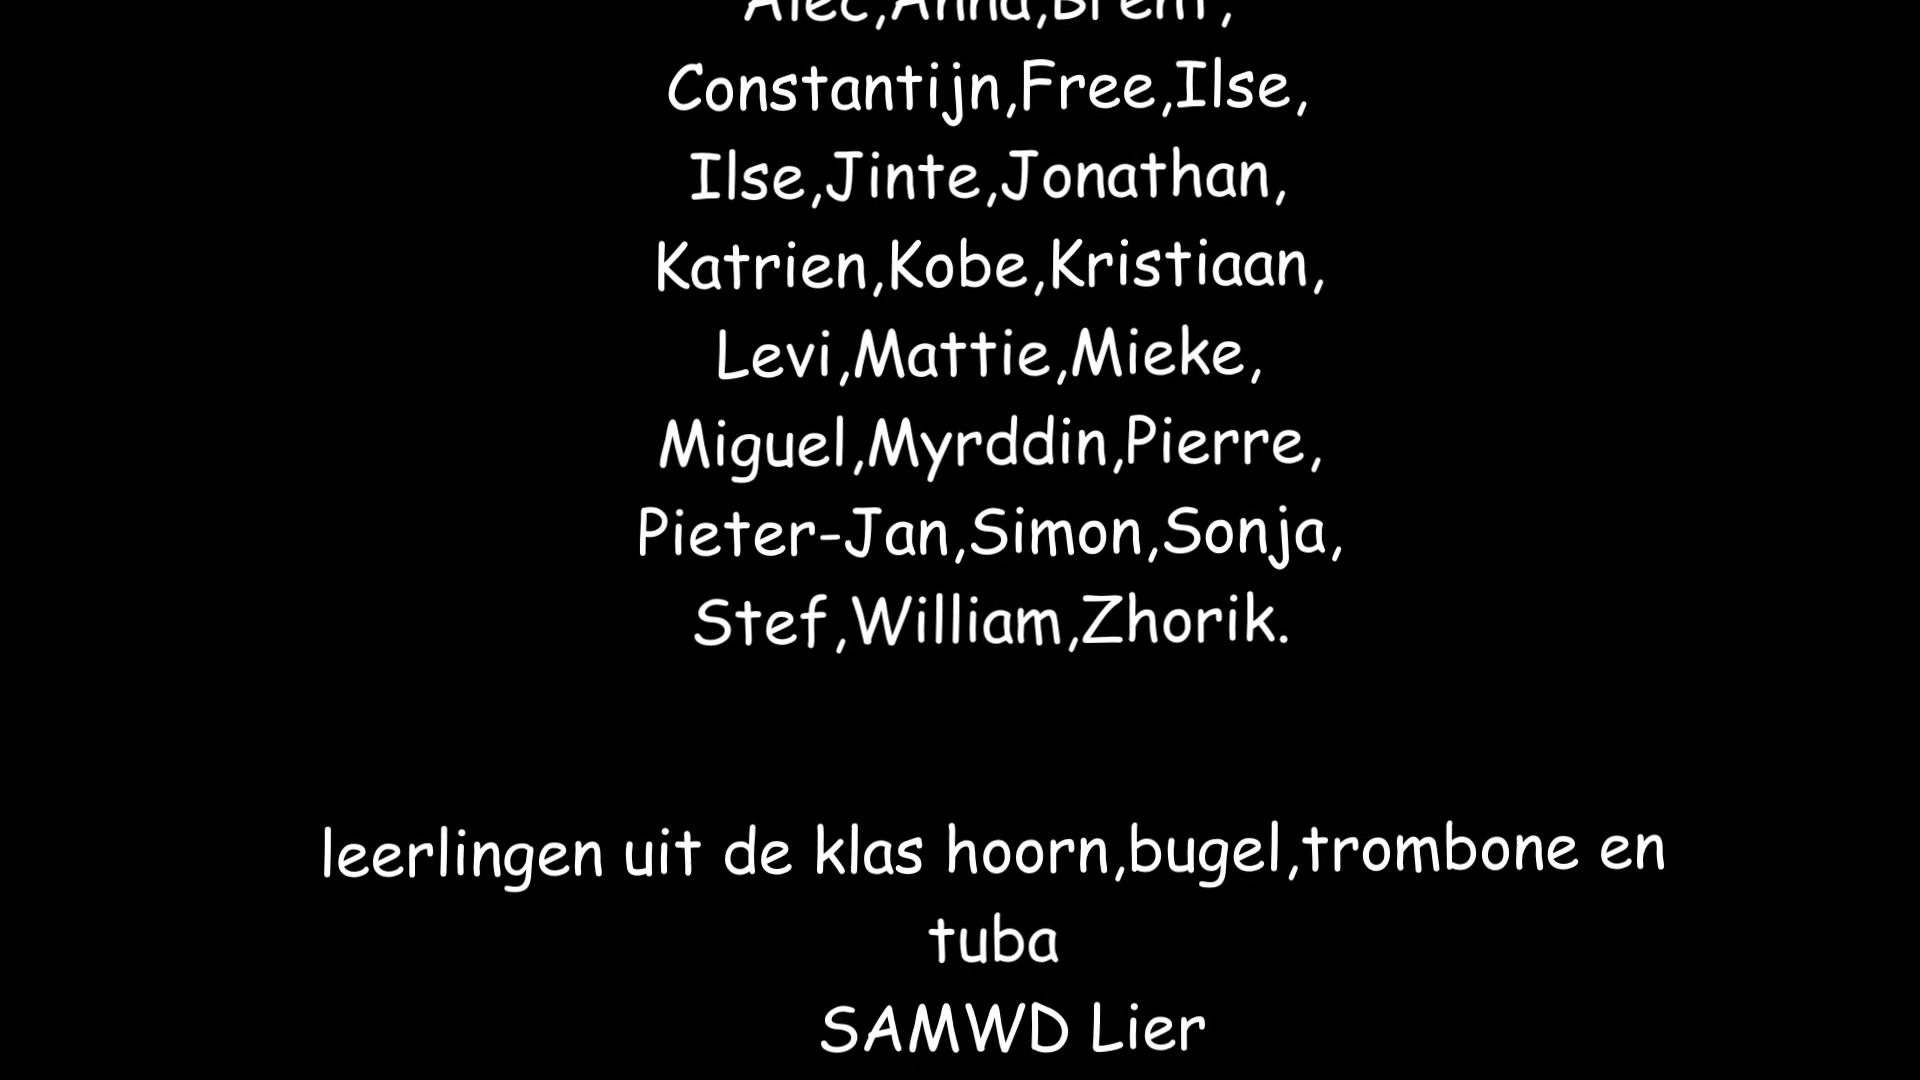 Alec,Anna,Brent,
Constantijn,Free,Ilse,
Ilse,Jinte,Jonathan,
Katrien,Kobe,Kristiaan,
Levi,Mattie,Mieke,
Miguel,Myrddin,Pierre,
Pieter-Jan,Simon,Sonja,
Stef,William,Zhorik.
leerlingen uit de klas hoorn,bugel,trombone en
tuba
SAMWD Lier